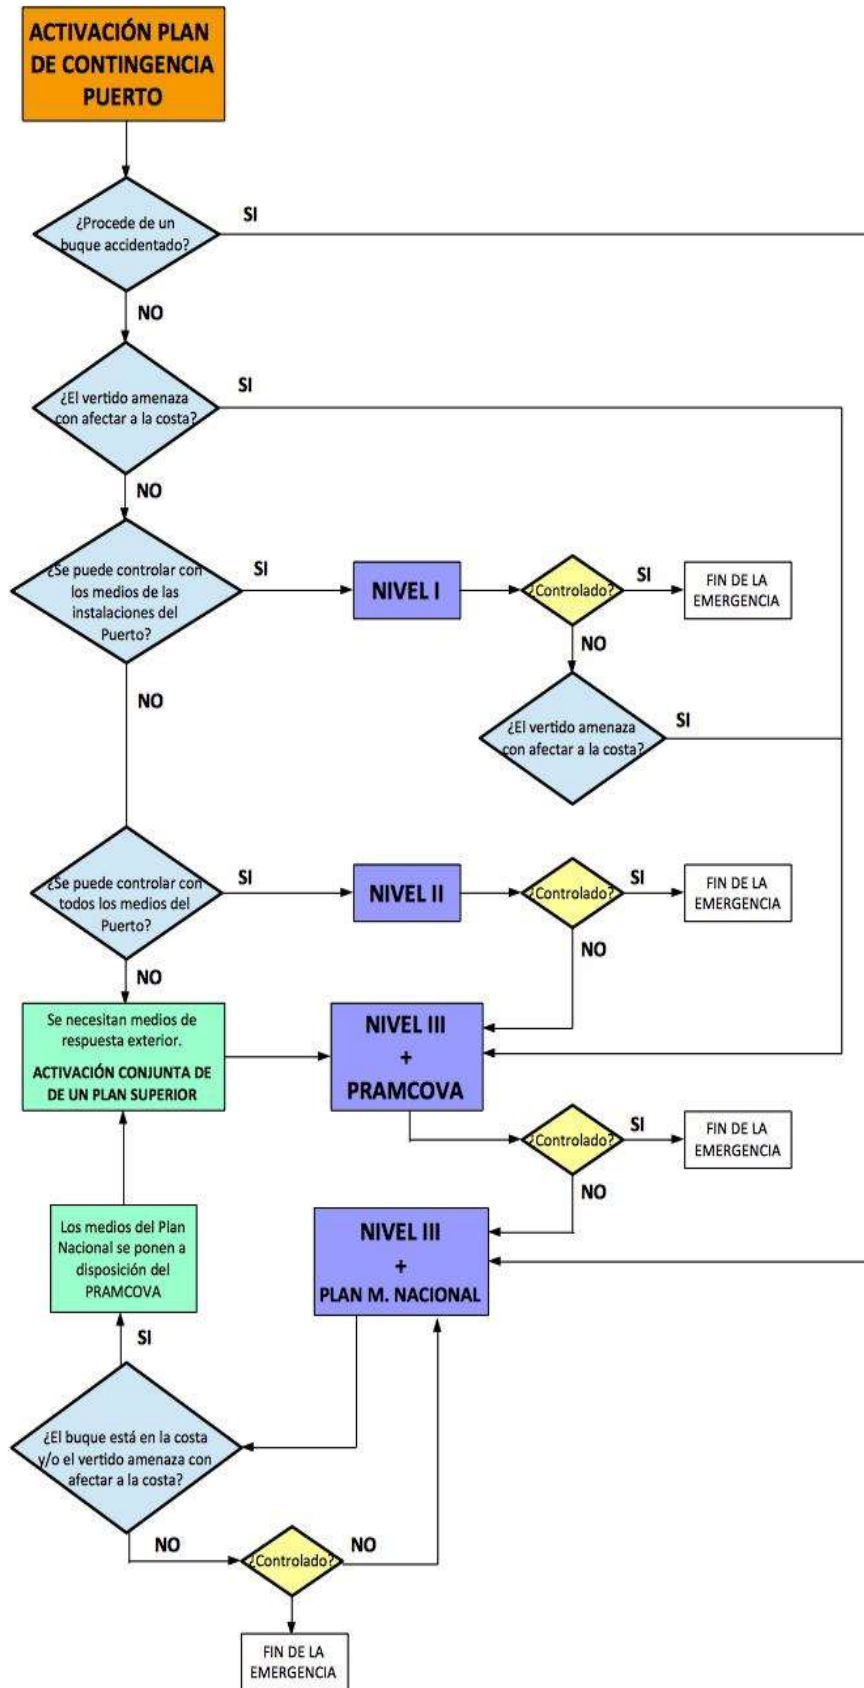 ACTIVACIÓN PLAN
DE CONTINGENCIA
PUERTO
¿Procede de un
buque accidentado?
SI
NO
¿El vertido amenaza
con afectar a la costa?
SI
NO
¿Se puede controlar con
los medios de las
instalaciones del
Puerto?
SI
NO
NIVEL I
¿Controlado?
SI
FIN DE LA
EMERGENCIA
NO
¿El vertido amenaza
con afectar a la costa?
SI
¿Se puede controlar con
todos los medios del
Puerto?
SI
NO
NIVEL II
¿Controlado?
SI
FIN DE LA
EMERGENCIA
NO
Se necesitan medios de
respuesta exterior.
ACTIVACIÓN CONJUNTA DE
DE UN PLAN SUPERIOR
NIVEL III
+
PRAMCOVA
¿Controlado?
SI
FIN DE LA
EMERGENCIA
NO
Los medios del Plan
Nacional se ponen a
disposición del
PRAMCOVA
NIVEL III
+
PLAN M. NACIONAL
SI
¿El buque está en la costa
y/o el vertido amenaza con
afectar a la costa?
NO
¿Controlado?
NO
FIN DE LA
EMERGENCIA